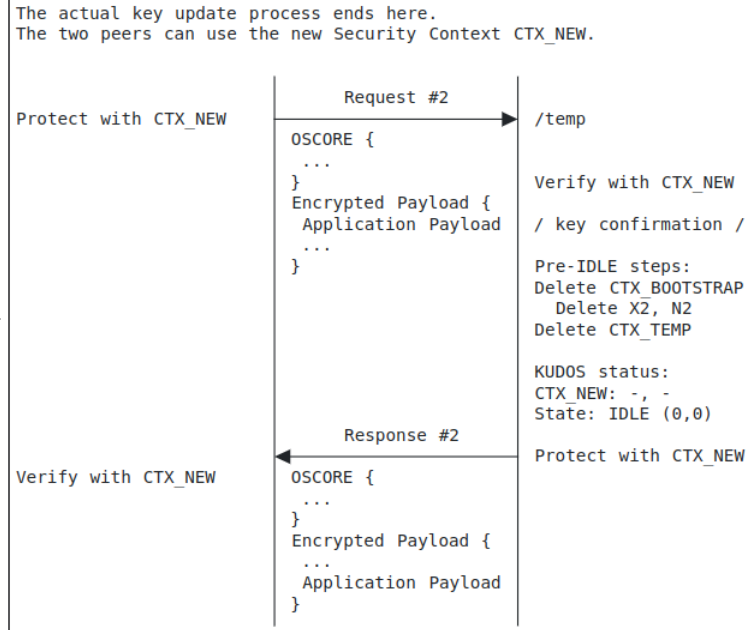 The actual key update process ends here.
The two peers can use the new Security Context CTX_NEW.
Request #2
Protect with CTX_NEW
/temp
OSCORE {
...
}
Verify with CTX_NEW
Encrypted Payload {
Application Payload
/ key confirmation /
...
}
Pre-IDLE steps:
Delete CTX_BOOTSTRAP
Delete X2, N2
Delete CTX_TEMP
KUDOS status:
CTX_NEW: -, -
State: IDLE (0,0)
Response #2
Protect with CTX_NEW
Verify with CTX_NEW
OSCORE {
...
}
Encrypted Payload {
...
Application Payload
}